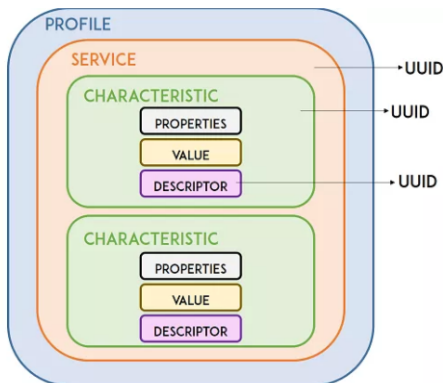 PROFILE
SERVICE
UUID
CHARACTERISTIC
UUID
PROPERTIES
VALUE
DESCRIPTOR
UUID
CHARACTERISTIC
PROPERTIES
VALUE
DESCRIPTOR